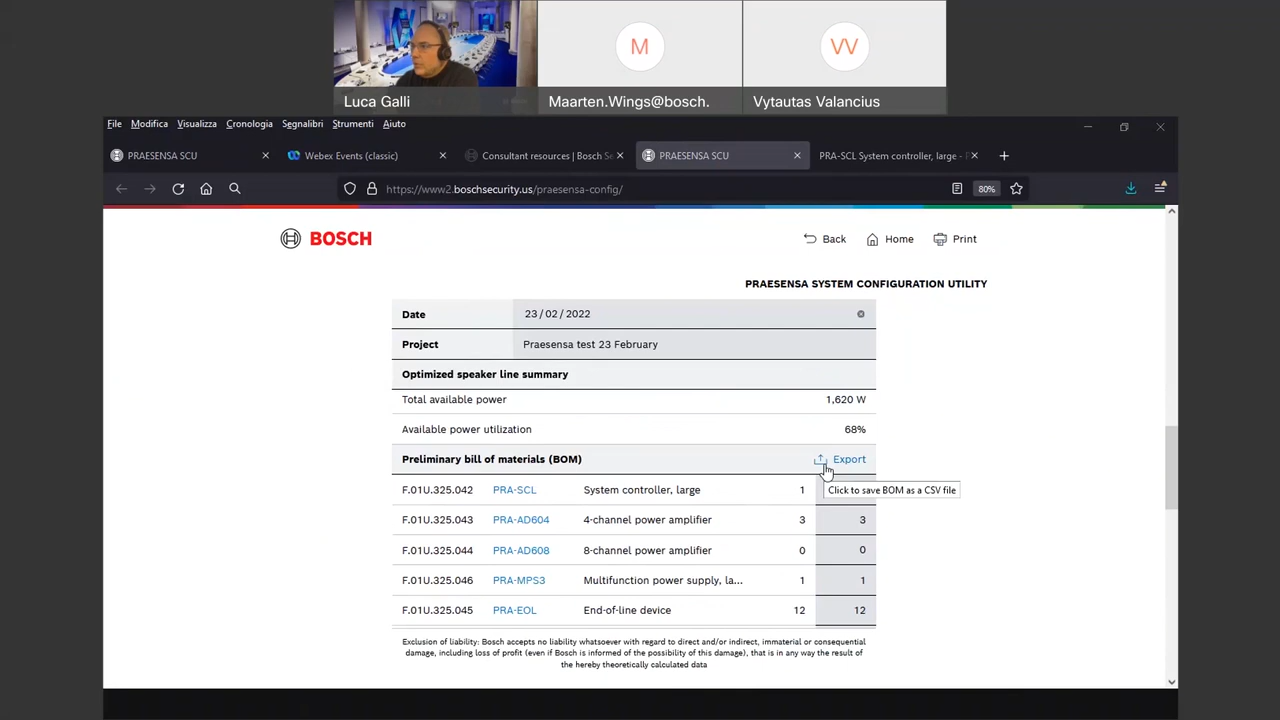 M
VV
Luca Galli
Maarten.Wings@bosch.
Vytautas Valancius
File Modifica Visualizza Cronologia Segnalibri Strumenti Aiuto
PRAESENSA SCU
Webex Events (classic)
Consultant resources | Bosch Se
PRAESENSA SCU
PRA-SCL System controller, large - P
https://www2.boschsecurity.us/praesensa-config/
80%
BOSCH
Back Home Print
PRAESENSA SYSTEM CONFIGURATION UTILITY
Date 23/02/2022
Project Praesensa test 23 February
Optimized speaker line summary
Total available power 1,620 W
Available power utilization 68%
Preliminary bill of materials (BOM) Export
Click to save BOM as a CSV file
F.01U.325.042 PRA-SCL System controller, large 1
F.01U.325.043 PRA-AD604 4-channel power amplifier 3 3
F.01U.325.044 PRA-AD608 8-channel power amplifier 0 0
F.01U.325.046 PRA-MPS3 Multifunction power supply, la... 1 1
F.01U.325.045 PRA-EOL End-of-line device 12 12
Exclusion of liability: Bosch accepts no liability whatsoever with regard to direct and/or indirect, immaterial or consequential
damage, including loss of profit (even if Bosch is informed of the possibility of this damage), that is in any way the result of
the hereby theoretically calculated data